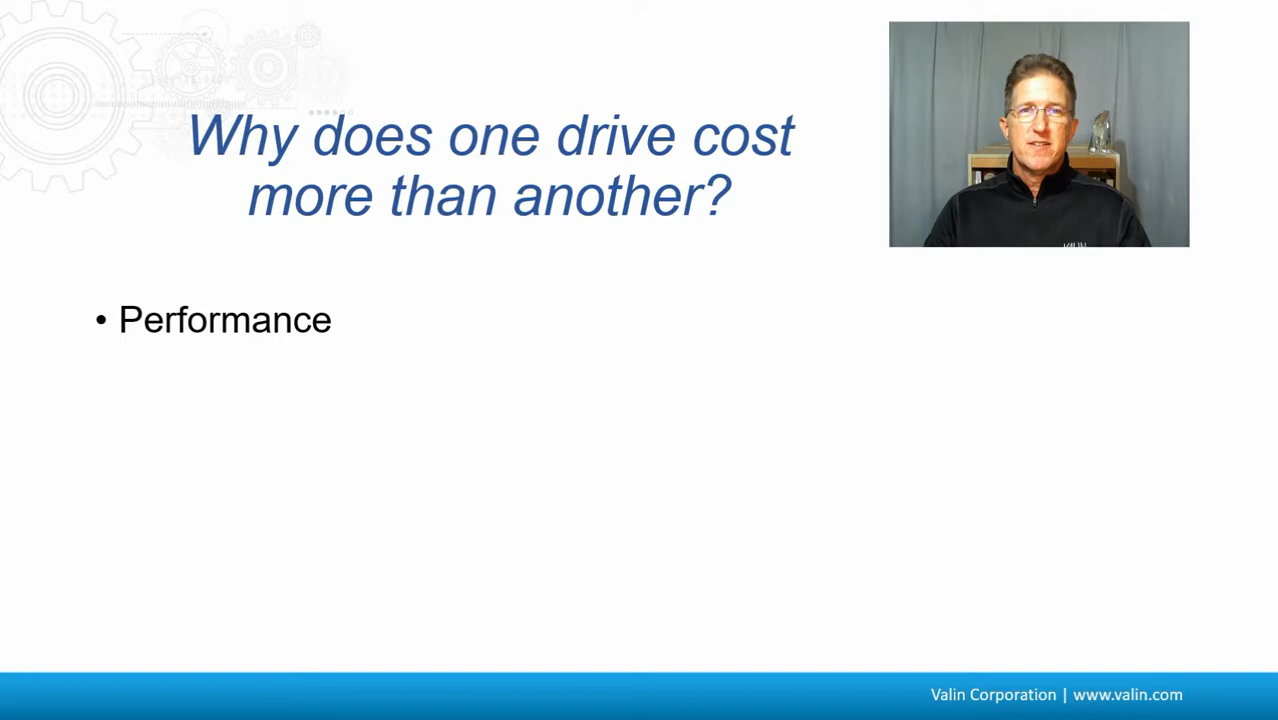 Why does one drive cost
more than another?
• Performance
Valin Corporation | www.valin.com